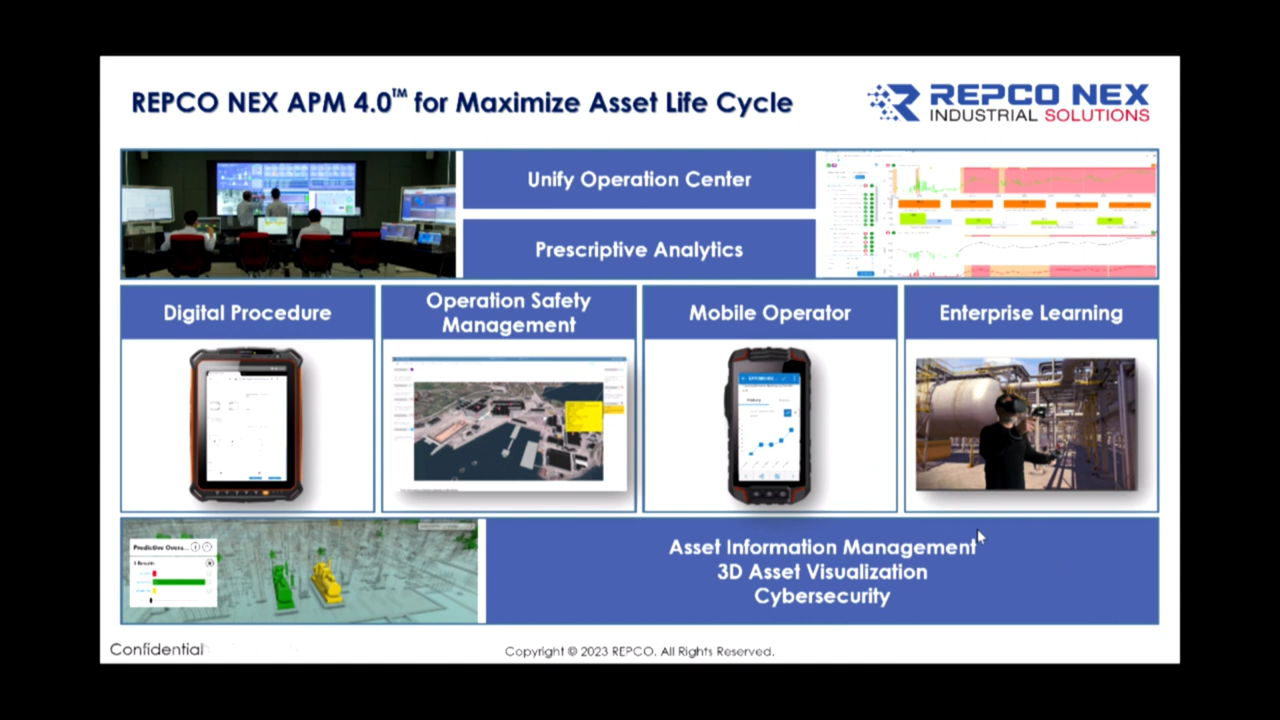 REPCO NEX APM 4.0™ for Maximize Asset Life Cycle
REPCO NEX
INDUSTRIAL SOLUTIONS
Unify Operation Center
Prescriptive Analytics
Digital Procedure
Operation Safety
Management
Mobile Operator
Enterprise Learning
Asset Information Management
3D Asset Visualization
Cybersecurity
Confidential
Copyright © 2023 REPCO. All Rights Reserved.